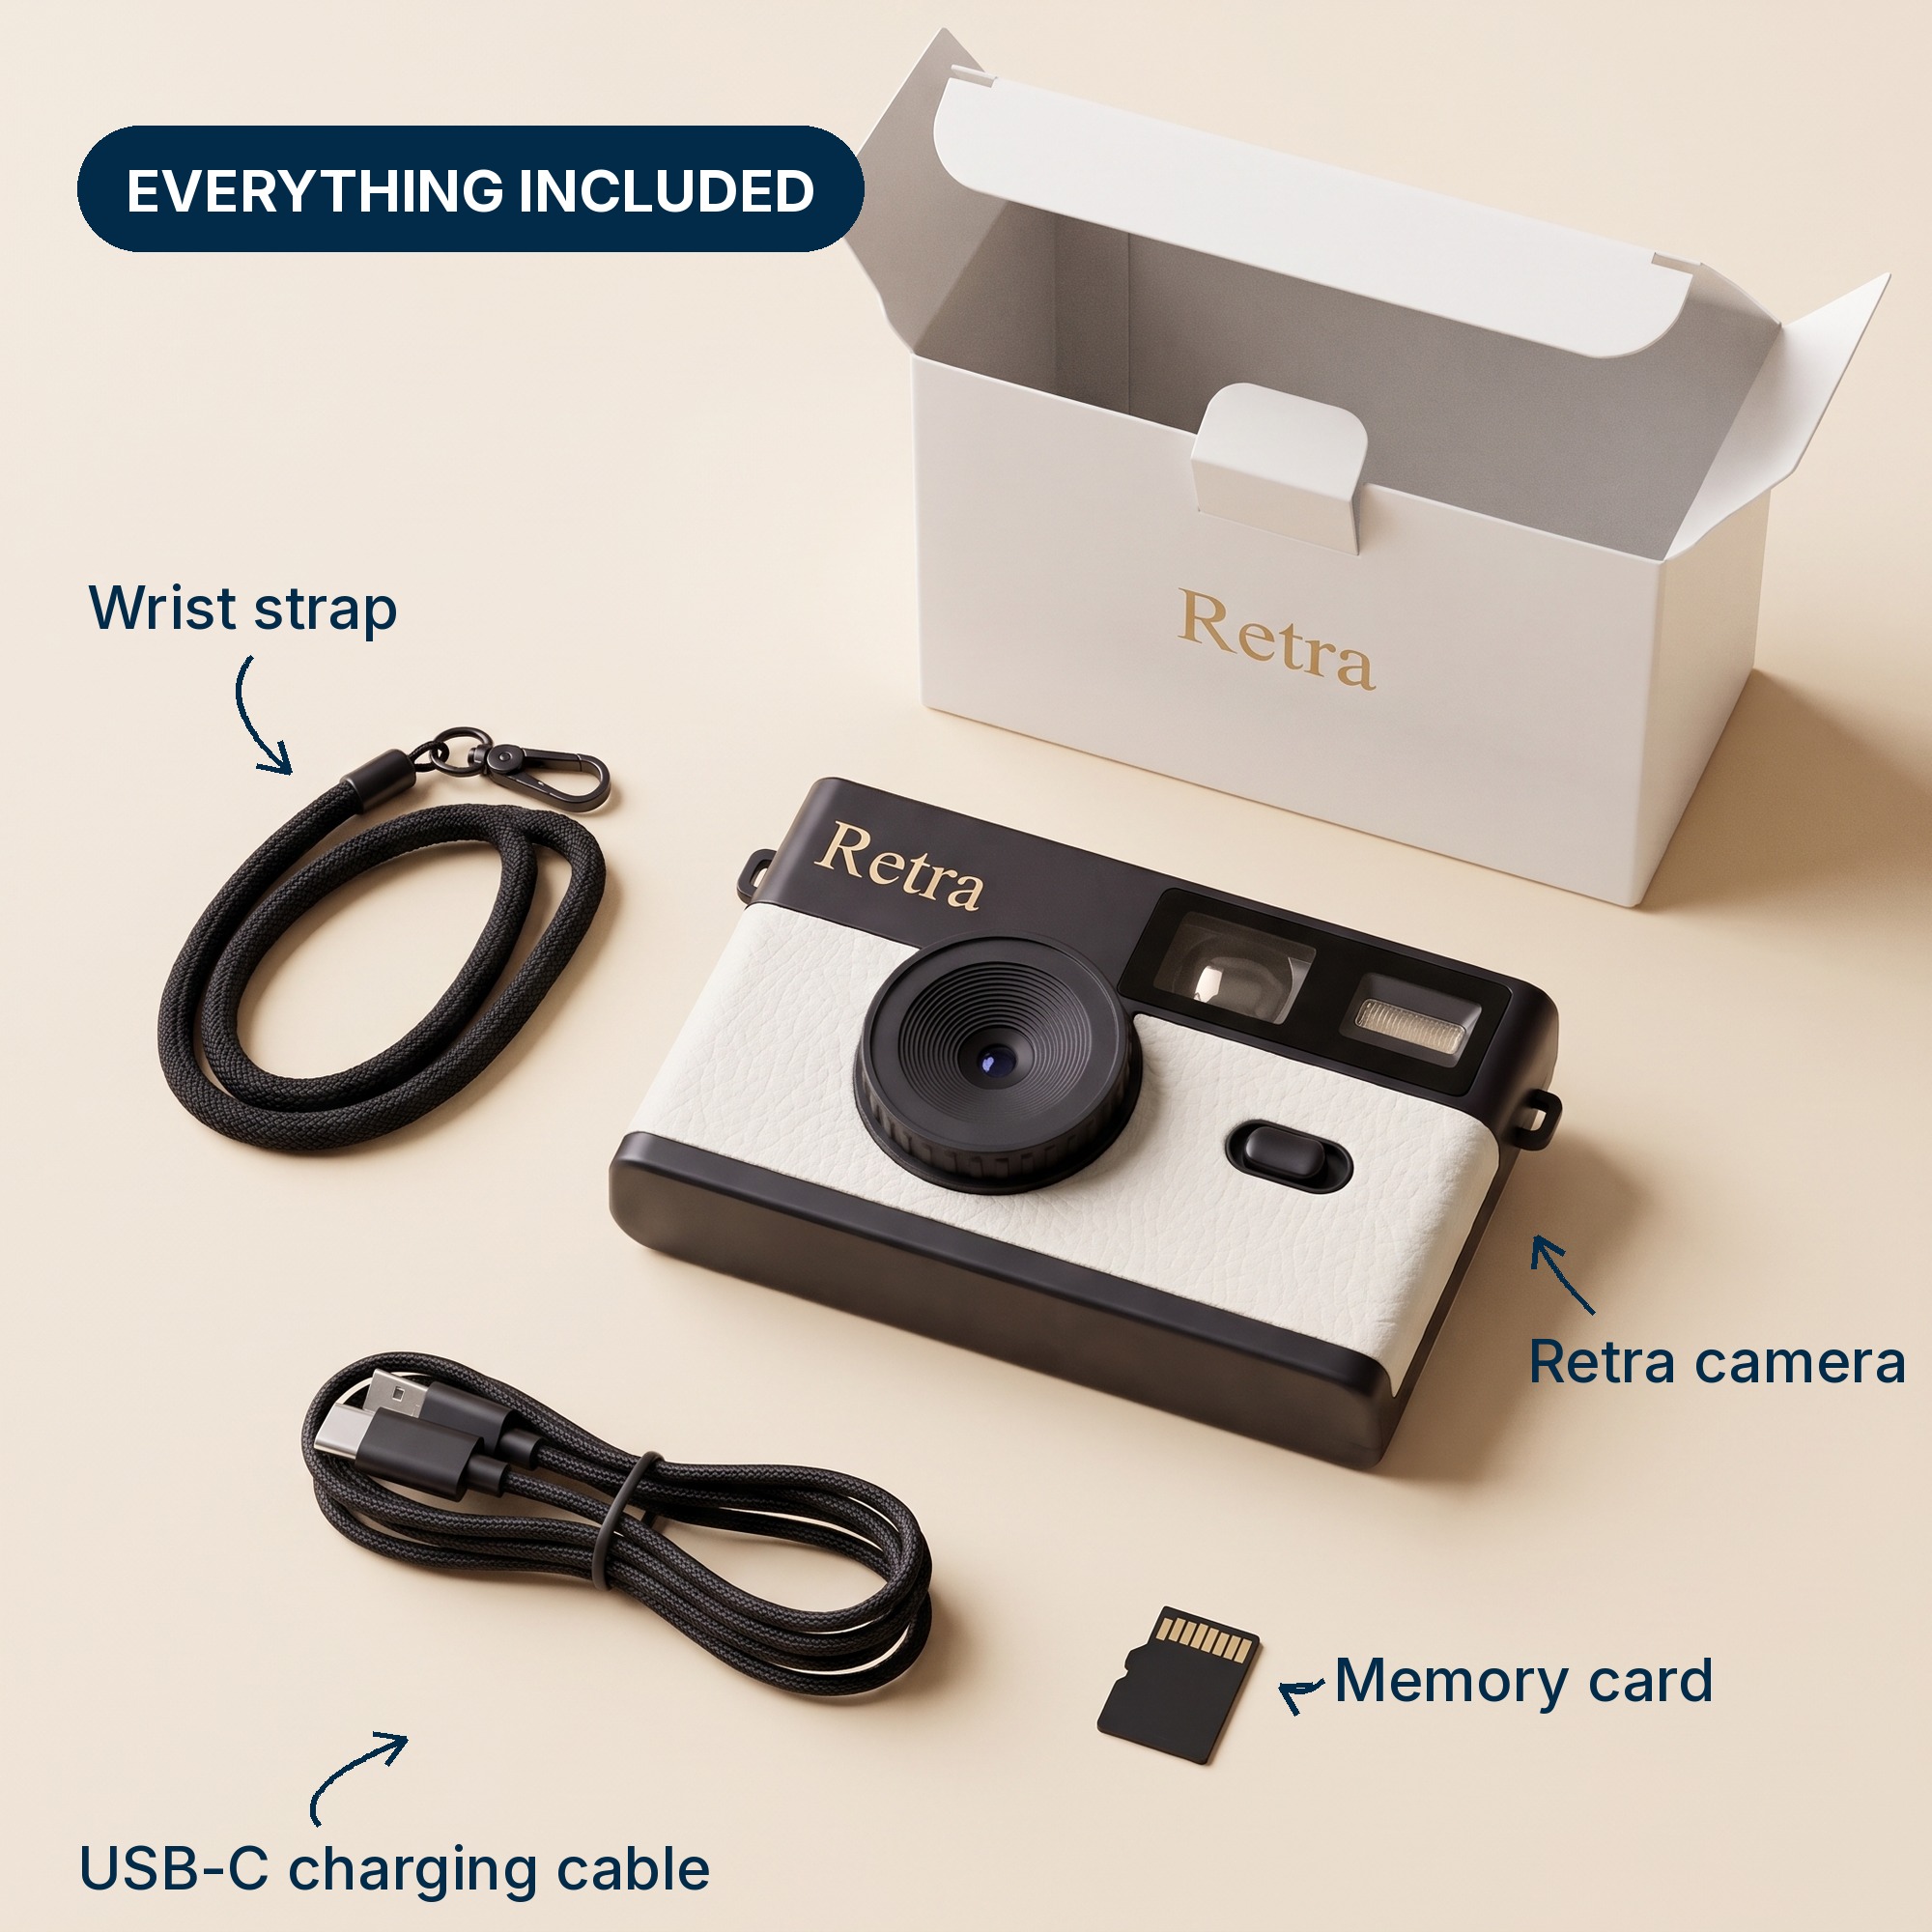 EVERYTHING INCLUDED
Retra
Wrist strap
Retra
Retra camera
Memory card
USB-C charging cable